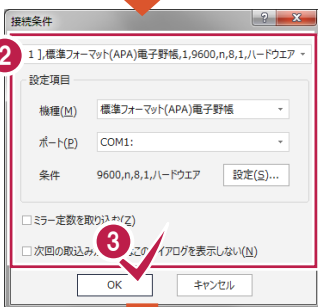 接続条件
2
1 ],標準フォーマット(APA)電子野帳,1,9600,n,8,1,ハードウエア
設定項目
機種(M) 標準フォーマット(APA)電子野帳
ポート(P) COM1:
条件 9600,n,8,1,ハードウエア 設定(S)...
ミラー定数を取り込む(Z)
3
次回の取込み このダイアログを表示しない(N)
OK キャンセル